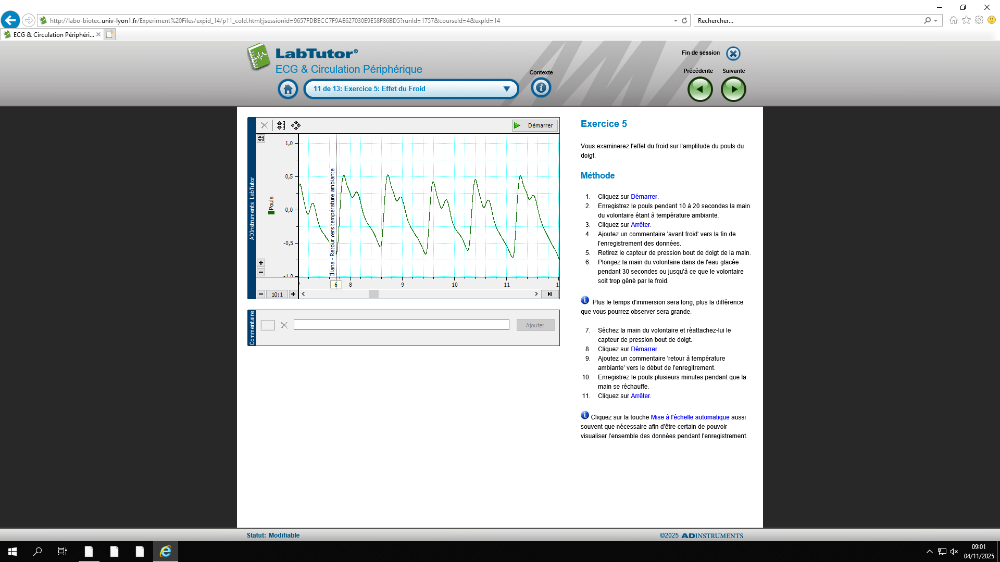 http://labo-biotec.univ-lyon1.fr/Experiment%20Files/expid_14/p11_cold.html;jsessionid=9657FDBECC7F9AE627030E9E58F86BD5?runId=1757&courseId=4&expId=14
Rechercher...
ECG & Circulation Périphéri...
LabTutor®
ECG & Circulation Périphérique
Fin de session
Contexte
Précédente
Suivante
11 de 13: Exercice 5: Effet du Froid
Démarrer
ADInstruments LabTutor
Pouls
1,0
0,5
0,0
-0,5
-1,0
Iliana - Retour vers température ambiante
6
8
9
10
11
10:1
Commentaire
Ajouter
Exercice 5
Vous examinerez l'effet du froid sur l'amplitude du pouls du
doigt.
Méthode
1. Cliquez sur Démarrer.
2. Enregistrez le pouls pendant 10 à 20 secondes la main
du volontaire étant à température ambiante.
3. Cliquez sur Arrêter.
4. Ajoutez un commentaire 'avant froid' vers la fin de
l'enregistrement des données.
5. Retirez le capteur de pression bout de doigt de la main.
6. Plongez la main du volontaire dans de l'eau glacée
pendant 30 secondes ou jusqu'à ce que le volontaire
soit trop gêné par le froid.
Plus le temps d'immersion sera long, plus la différence
que vous pourrez observer sera grande.
7. Séchez la main du volontaire et réattachez-lui le
capteur de pression bout de doigt.
8. Cliquez sur Démarrer.
9. Ajoutez un commentaire 'retour à température
ambiante' vers le début de l'enregitrement.
10. Enregistrez le pouls plusieurs minutes pendant que la
main se réchauffe.
11. Cliquez sur Arrêter.
Cliquez sur la touche Mise à l'échelle automatique aussi
souvent que nécessaire afin d'être certain de pouvoir
visualiser l'ensemble des données pendant l'enregistrement.
Statut: Modifiable
©2025 ADINSTRUMENTS
09:01
04/11/2025